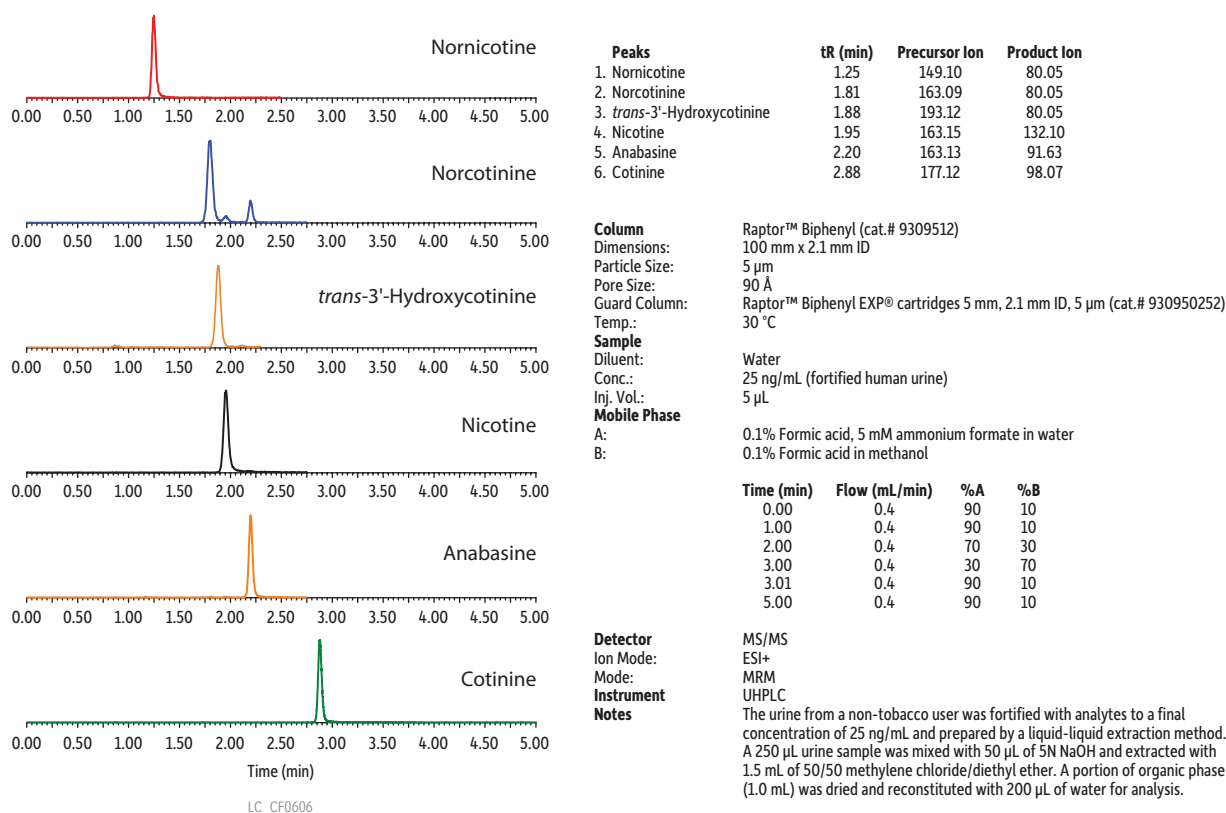 Nornicotine
0.00 0.50 1.00 1.50 2.00 2.50 3.00 3.50 4.00 4.50 5.00
Norcotinine
0.00 0.50 1.00 1.50 2.00 2.50 3.00 3.50 4.00 4.50 5.00
trans-3'-Hydroxycotinine
0.00 0.50 1.00 1.50 2.00 2.50 3.00 3.50 4.00 4.50 5.00
Nicotine
0.00 0.50 1.00 1.50 2.00 2.50 3.00 3.50 4.00 4.50 5.00
Anabasine
0.00 0.50 1.00 1.50 2.00 2.50 3.00 3.50 4.00 4.50 5.00
Cotinine
0.00 0.50 1.00 1.50 2.00 2.50 3.00 3.50 4.00 4.50 5.00
Time (min)
LC_CF0606
Peaks tR (min) Precursor Ion Product Ion
1. Nornicotine 1.25 149.10 80.05
2. Norcotinine 1.81 163.09 80.05
3. trans-3'-Hydroxycotinine 1.88 193.12 80.05
4. Nicotine 1.95 163.15 132.10
5. Anabasine 2.20 163.13 91.63
6. Cotinine 2.88 177.12 98.07
Column Raptor™ Biphenyl (cat.# 9309512)
Dimensions: 100 mm x 2.1 mm ID
Particle Size: 5 µm
Pore Size: 90 Å
Guard Column: Raptor™ Biphenyl EXP® cartridges 5 mm, 2.1 mm ID, 5 µm (cat.# 930950252)
Temp.: 30 °C
Sample
Diluent: Water
Conc.: 25 ng/mL (fortified human urine)
Inj. Vol.: 5 µL
Mobile Phase
A: 0.1% Formic acid, 5 mM ammonium formate in water
B: 0.1% Formic acid in methanol
Time (min) Flow (mL/min) %A %B
0.00 0.4 90 10
1.00 0.4 90 10
2.00 0.4 70 30
3.00 0.4 30 70
3.01 0.4 90 10
5.00 0.4 90 10
Detector MS/MS
Ion Mode: ESI+
Mode: MRM
Instrument UHPLC
Notes The urine from a non-tobacco user was fortified with analytes to a final
concentration of 25 ng/mL and prepared by a liquid-liquid extraction method.
A 250 µL urine sample was mixed with 50 µL of 5N NaOH and extracted with
1.5 mL of 50/50 methylene chloride/diethyl ether. A portion of organic phase
(1.0 mL) was dried and reconstituted with 200 µL of water for analysis.